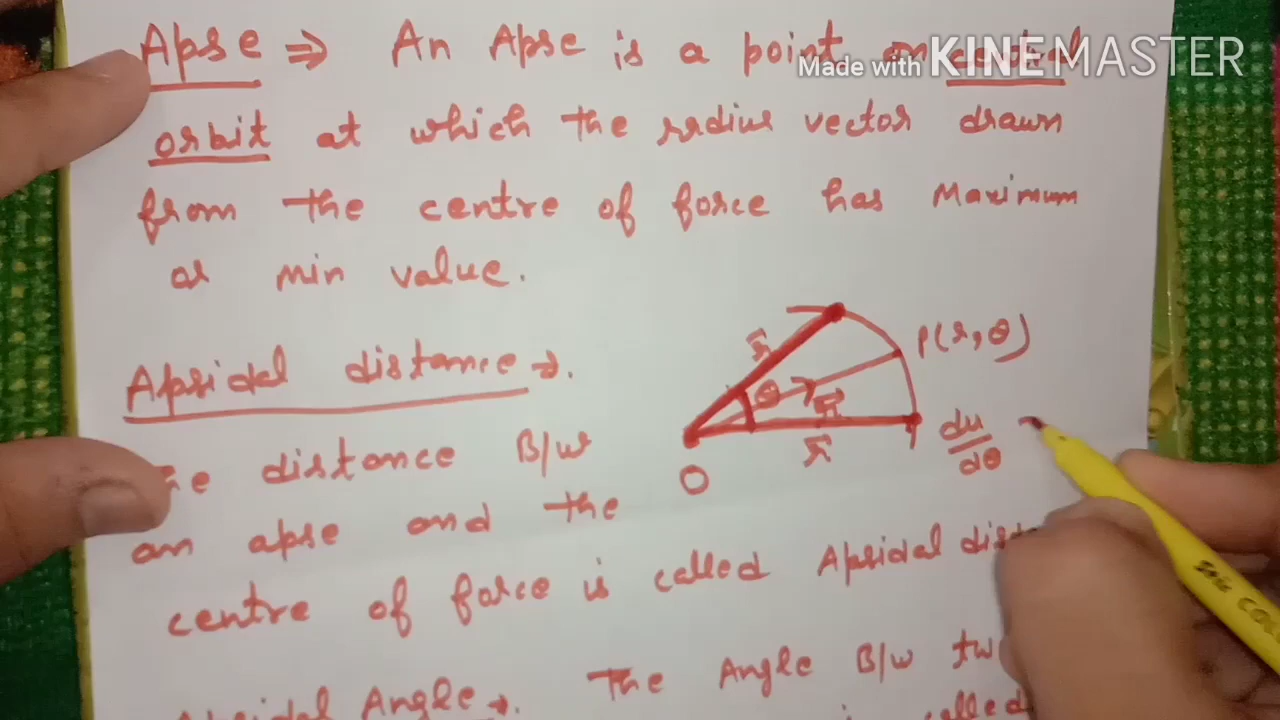 Apse ⇒ An Apse is a point on
Made with KINEMASTER
orbit at which the radius vector drawn
from the centre of force has Maximum
or min value.
Apsidal distance →.
distance B/w
an apse and the
centre of force is called Apsidal
Angle →. The Angle B/w
called
r
θ
r
r
O
P(r, θ)
du/dθ